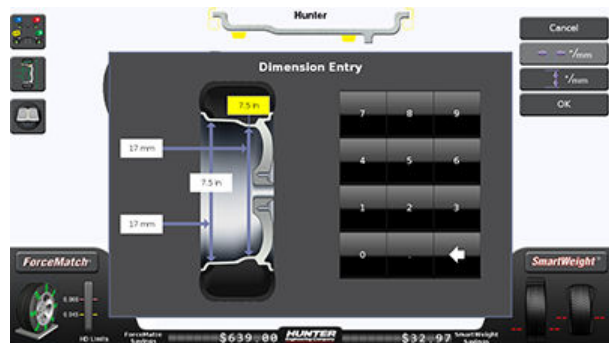 Hunter
Cancel
"/mm
"/mm
OK
Dimension Entry
7.5 in
17 mm
7.5 in
17 mm
7 8 9
4 5 6
1 2 3
0 .
ForceMatch
SmartWeight
HD Limits
ForceMatic
Savings
$639.00
HUNTER
Engineering Company
$32.97
SmartWeight
Savings